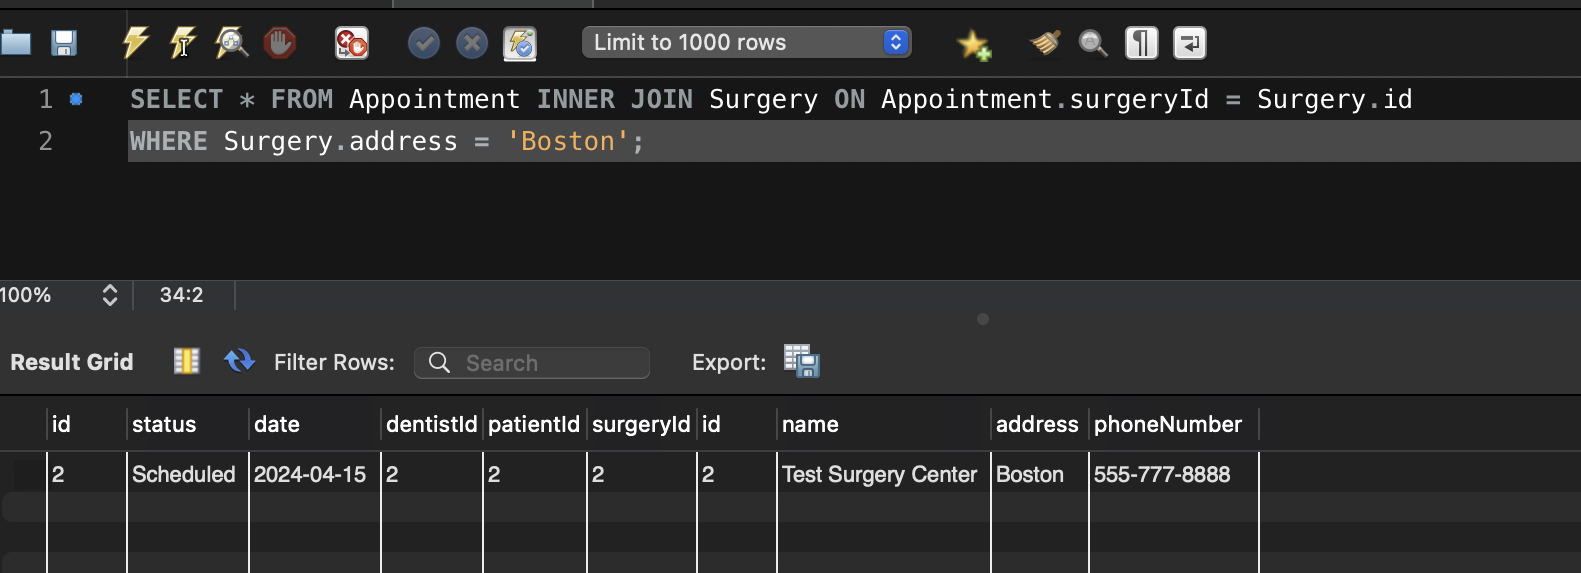 Limit to 1000 rows
1 SELECT * FROM Appointment INNER JOIN Surgery ON Appointment.surgeryId = Surgery.id
2 WHERE Surgery.address = 'Boston';
100% 34:2
Result Grid Filter Rows: Search Export:
id status date dentistId patientId surgeryId id name address phoneNumber
2 Scheduled 2024-04-15 2 2 2 2 Test Surgery Center Boston 555-777-8888